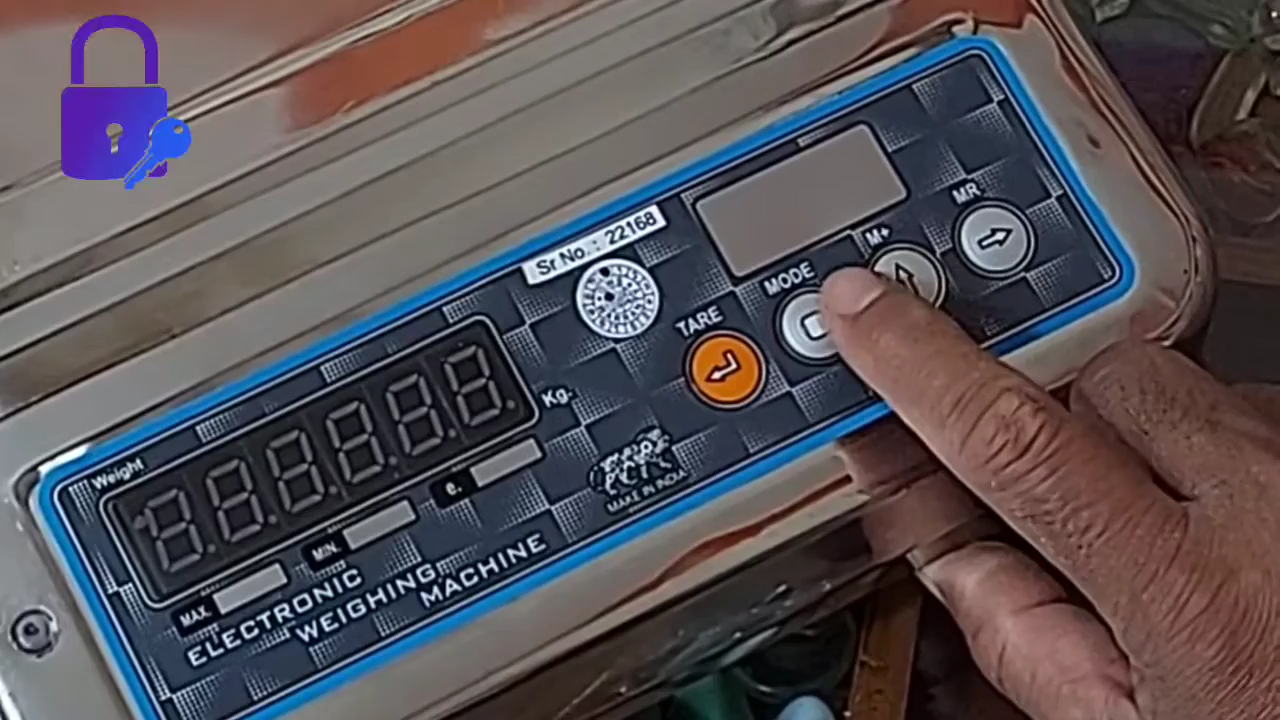 Sr No. : 22168
MR
M+
MODE
TARE
Kg.
Weight
e.
MIN.
MAX.
MAKE IN INDIA
ELECTRONIC
WEIGHING
MACHINE